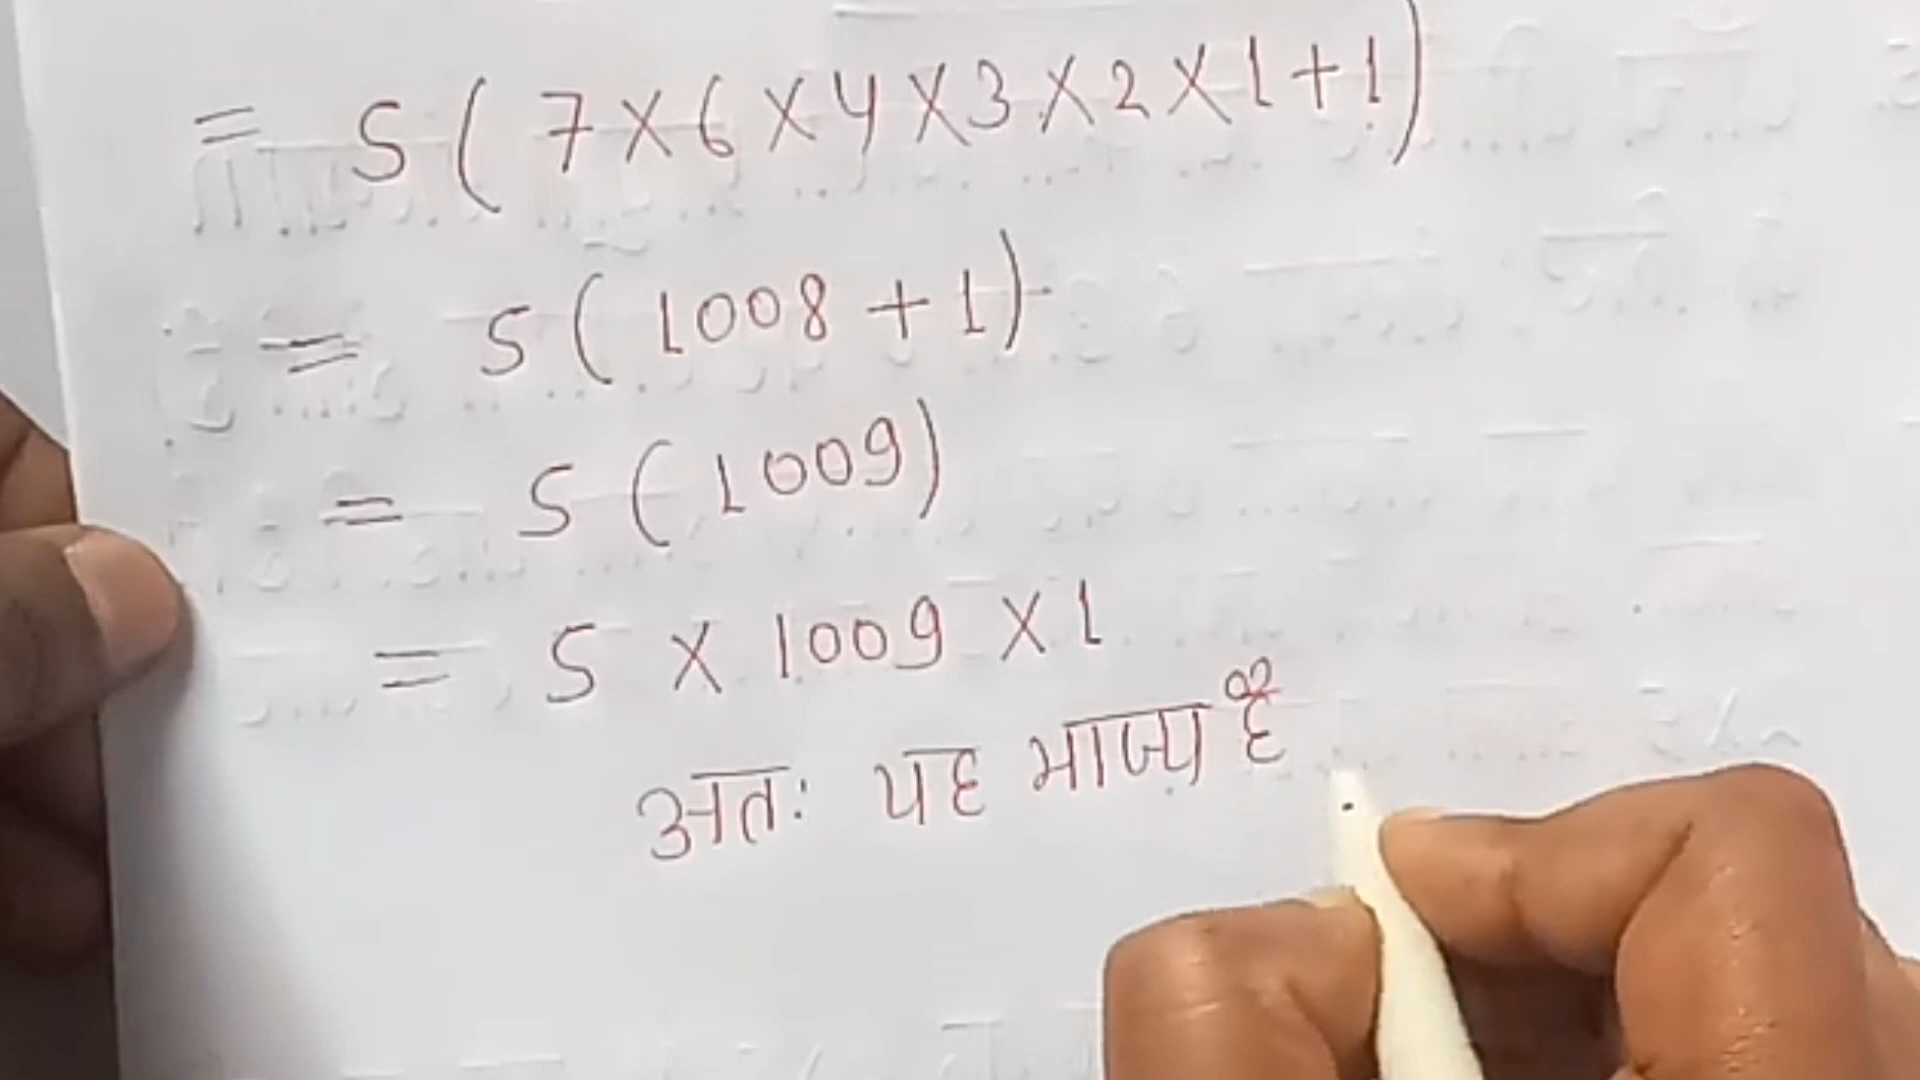 = 5 ( 7 × 6 × 4 × 3 × 2 × 1 + 1 )
= 5 ( 1008 + 1 )
= 5 ( 1009 )
= 5 × 1009 × 1
अतः यह भाज्य है